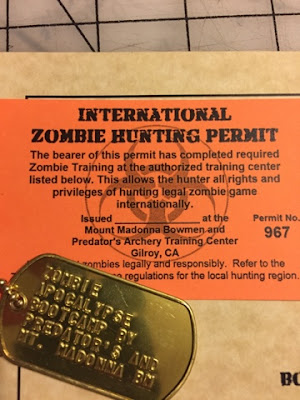 INTERNATIONAL
ZOMBIE HUNTING PERMIT
The bearer of this permit has completed required
Zombie Training at the authorized training center
listed below. This allows the hunter all rights and
privileges of hunting legal zombie game
internationally.
Issued ____________ at the
Mount Madonna Bowmen and
Predator's Archery Training Center
Gilroy, CA
Permit No.
967
zombies legally and responsibly. Refer to the
regulations for the local hunting region.
ZOMBIE
APOCALYPSE
BOOTCAMP BY
PREDATOR'S AND
MT. MADONNA BM
BO